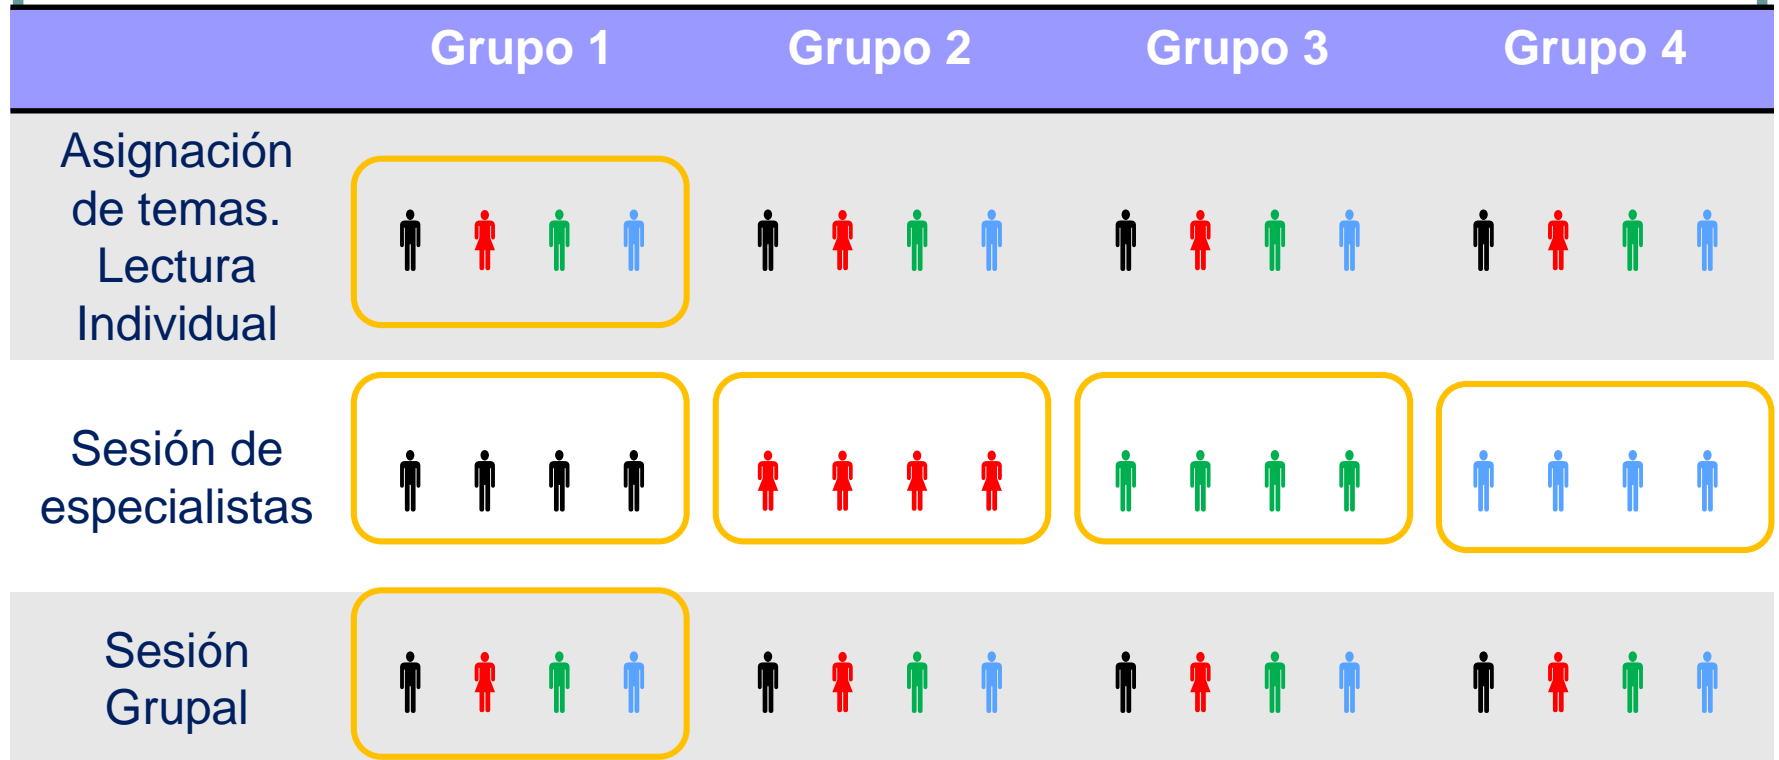 Grupo 1
Grupo 2
Grupo 3
Grupo 4
Asignación
de temas.
Lectura
Individual
Sesión de
especialistas
Sesión
Grupal